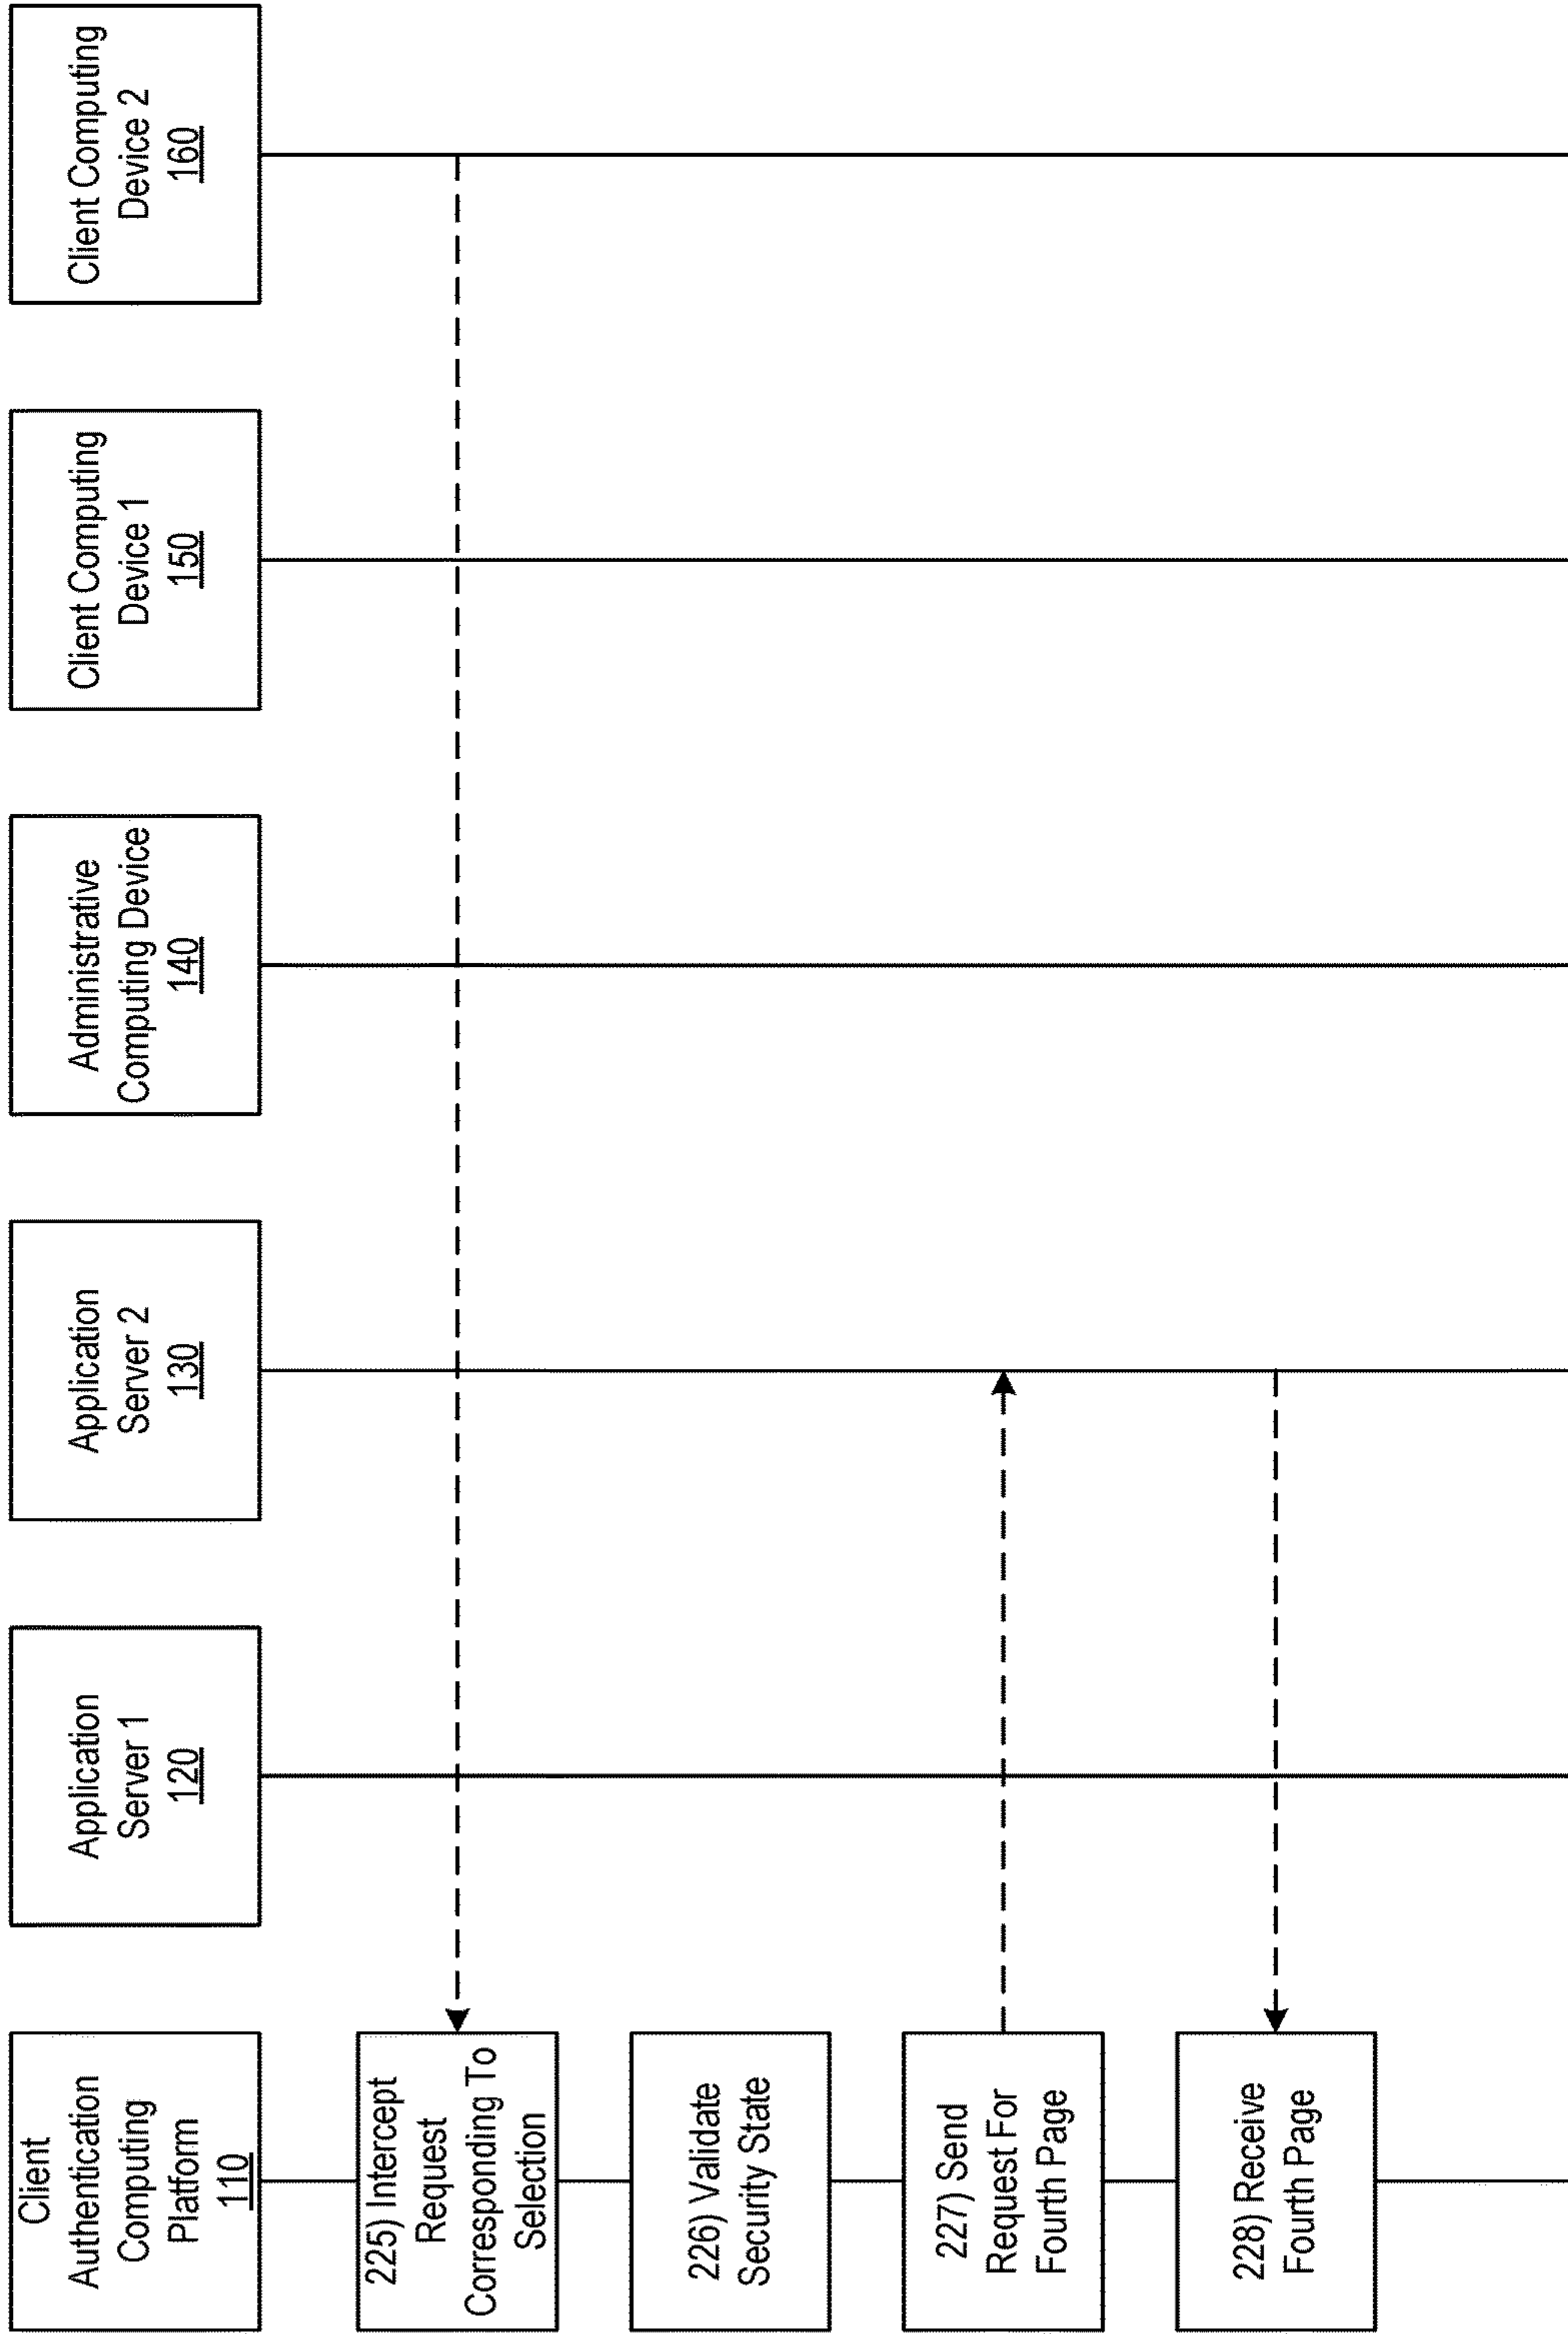 Client
Authentication
Computing
Platform
110
Application
Server 1
120
Application
Server 2
130
Administrative
Computing Device
140
Client Computing
Device 1
150
Client Computing
Device 2
160
225) Intercept
Request
Corresponding To
Selection
226) Validate
Security State
227) Send
Request For
Fourth Page
228) Receive
Fourth Page